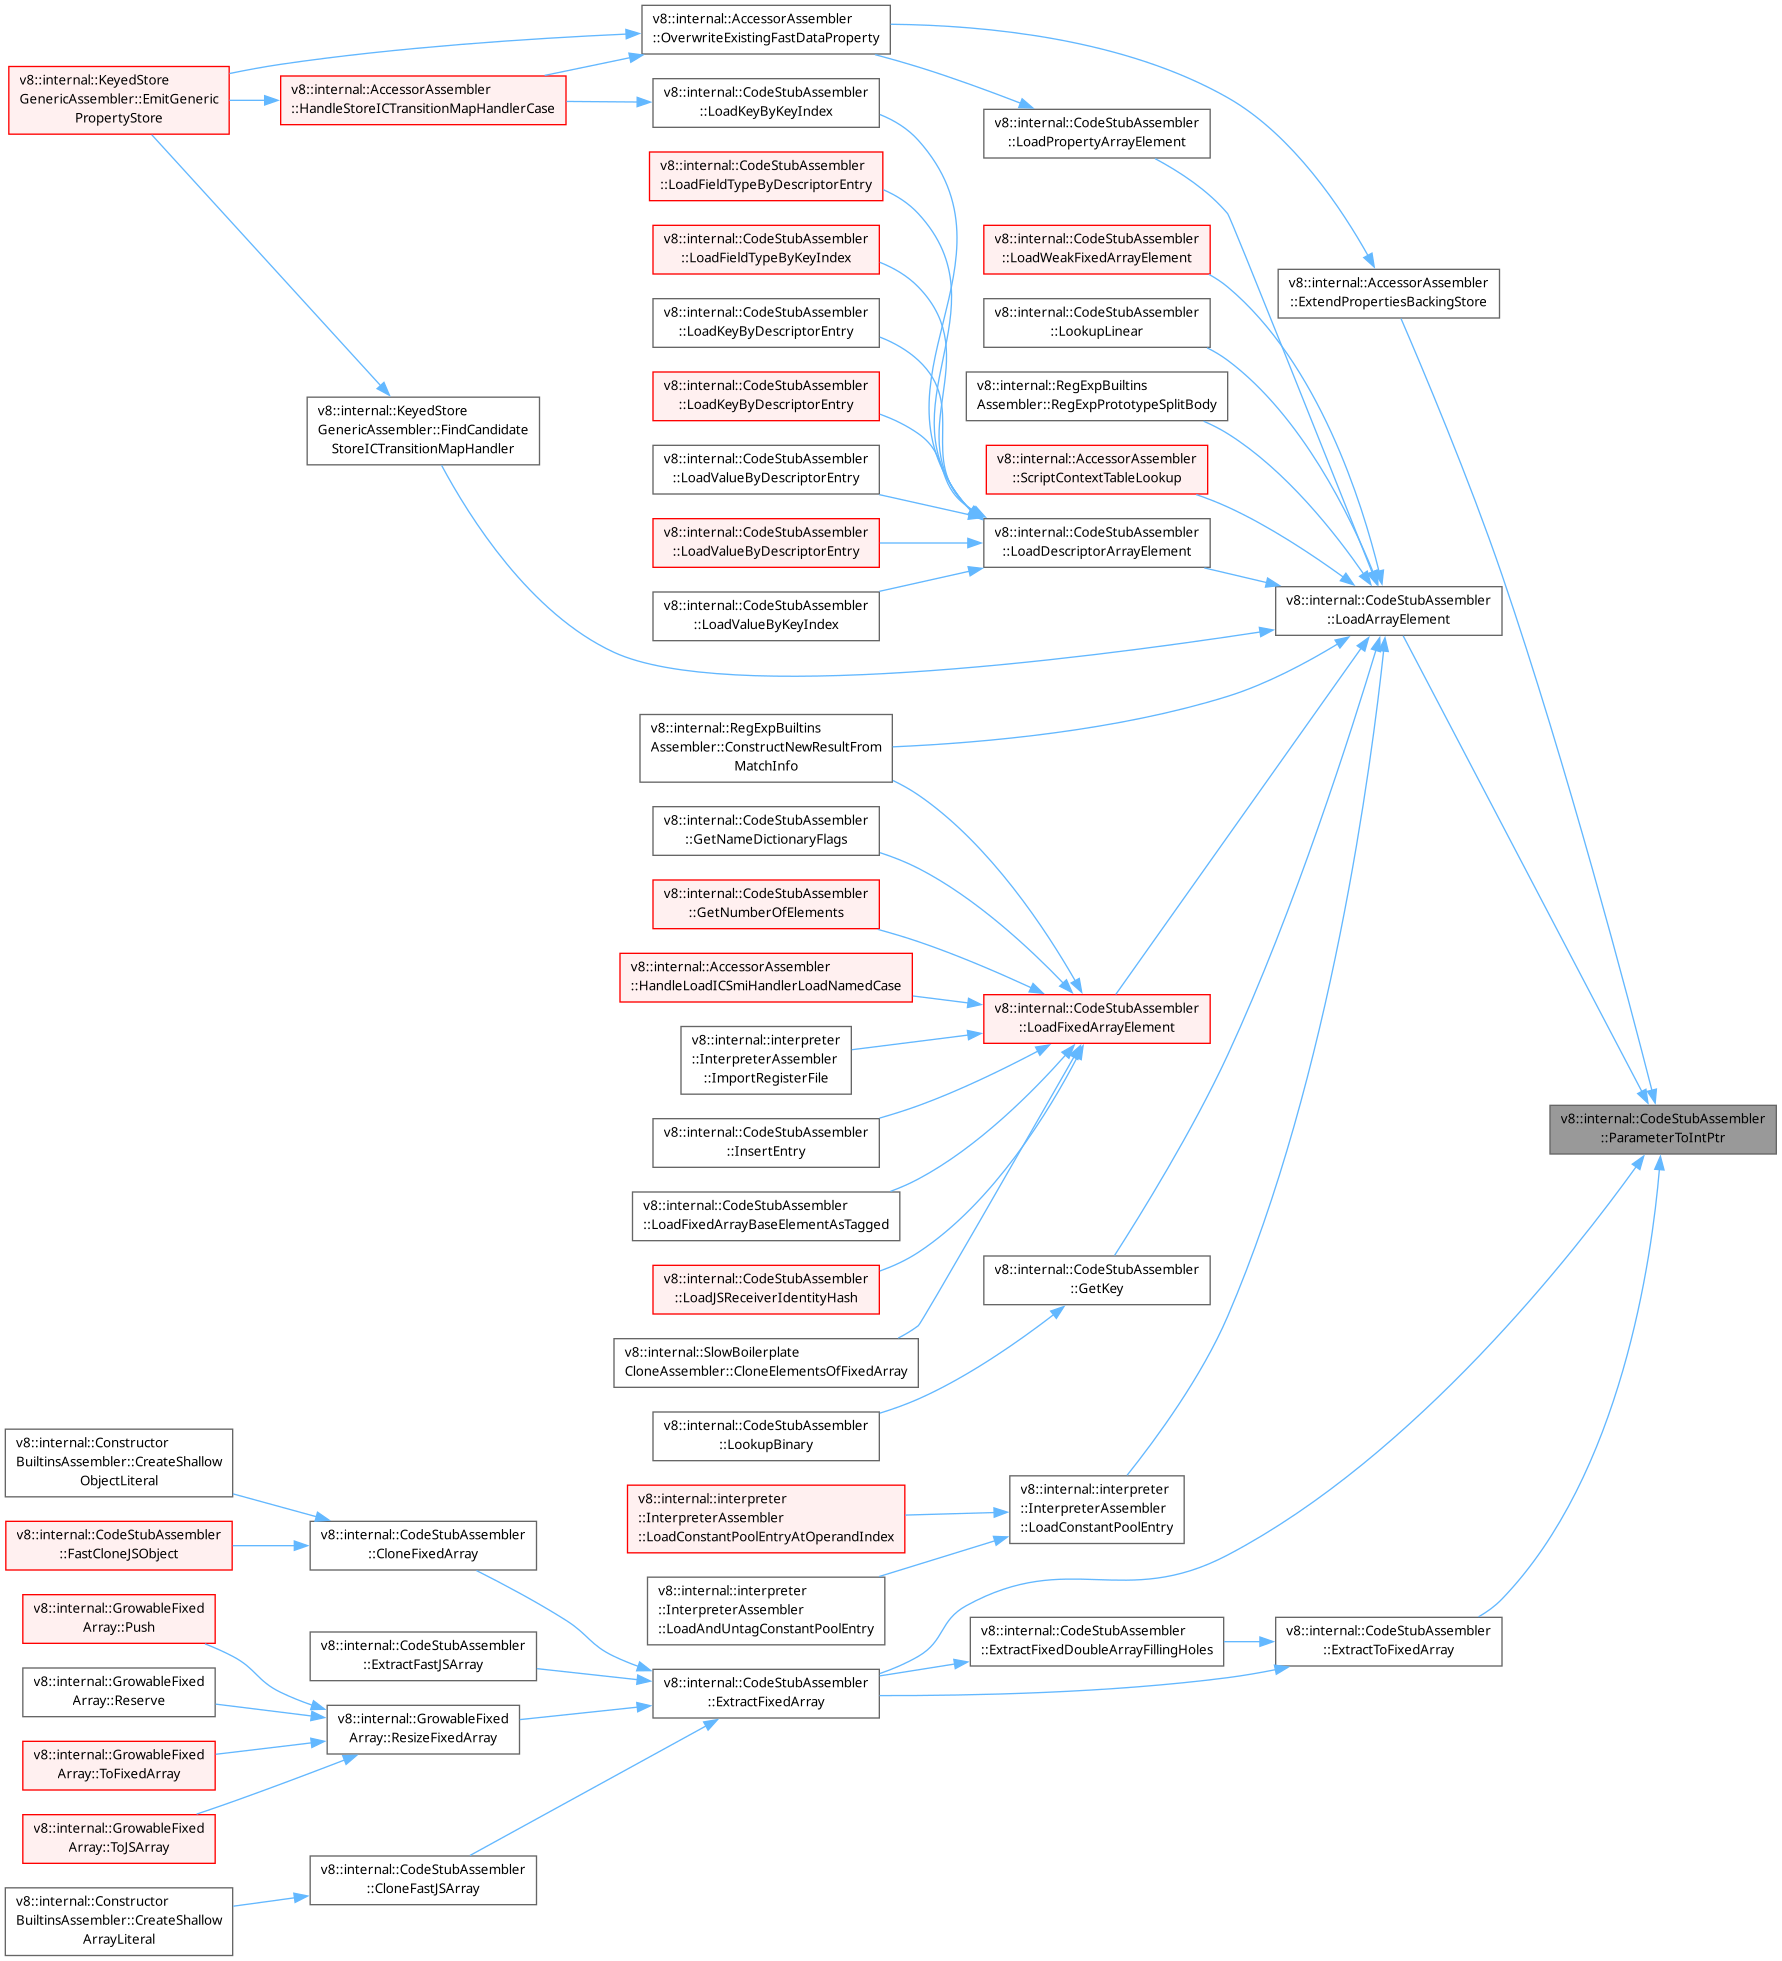 v8::internal::AccessorAssembler
::OverwriteExistingFastDataProperty
v8::internal::KeyedStore
GenericAssembler::EmitGeneric
PropertyStore
v8::internal::AccessorAssembler
::HandleStoreICTransitionMapHandlerCase
v8::internal::CodeStubAssembler
::LoadKeyByKeyIndex
v8::internal::CodeStubAssembler
::LoadPropertyArrayElement
v8::internal::CodeStubAssembler
::LoadFieldTypeByDescriptorEntry
v8::internal::CodeStubAssembler
::LoadFieldTypeByKeyIndex
v8::internal::CodeStubAssembler
::LoadWeakFixedArrayElement
v8::internal::AccessorAssembler
::ExtendPropertiesBackingStore
v8::internal::CodeStubAssembler
::LoadKeyByDescriptorEntry
v8::internal::CodeStubAssembler
::LookupLinear
v8::internal::CodeStubAssembler
::LoadKeyByDescriptorEntry
v8::internal::RegExpBuiltins
Assembler::RegExpPrototypeSplitBody
v8::internal::KeyedStore
GenericAssembler::FindCandidate
StoreICTransitionMapHandler
v8::internal::CodeStubAssembler
::LoadValueByDescriptorEntry
v8::internal::AccessorAssembler
::ScriptContextTableLookup
v8::internal::CodeStubAssembler
::LoadValueByDescriptorEntry
v8::internal::CodeStubAssembler
::LoadDescriptorArrayElement
v8::internal::CodeStubAssembler
::LoadValueByKeyIndex
v8::internal::CodeStubAssembler
::LoadArrayElement
v8::internal::RegExpBuiltins
Assembler::ConstructNewResultFrom
MatchInfo
v8::internal::CodeStubAssembler
::GetNameDictionaryFlags
v8::internal::CodeStubAssembler
::GetNumberOfElements
v8::internal::AccessorAssembler
::HandleLoadICSmiHandlerLoadNamedCase
v8::internal::CodeStubAssembler
::LoadFixedArrayElement
v8::internal::interpreter
::InterpreterAssembler
::ImportRegisterFile
v8::internal::CodeStubAssembler
::InsertEntry
v8::internal::CodeStubAssembler
::ParameterToIntPtr
v8::internal::CodeStubAssembler
::LoadFixedArrayBaseElementAsTagged
v8::internal::CodeStubAssembler
::LoadJSReceiverIdentityHash
v8::internal::CodeStubAssembler
::GetKey
v8::internal::SlowBoilerplate
CloneAssembler::CloneElementsOfFixedArray
v8::internal::CodeStubAssembler
::LookupBinary
v8::internal::Constructor
BuiltinsAssembler::CreateShallow
ObjectLiteral
v8::internal::interpreter
::InterpreterAssembler
::LoadConstantPoolEntryAtOperandIndex
v8::internal::interpreter
::InterpreterAssembler
::LoadConstantPoolEntry
v8::internal::CodeStubAssembler
::FastCloneJSObject
v8::internal::CodeStubAssembler
::CloneFixedArray
v8::internal::interpreter
::InterpreterAssembler
::LoadAndUntagConstantPoolEntry
v8::internal::GrowableFixed
Array::Push
v8::internal::CodeStubAssembler
::ExtractFastJSArray
v8::internal::CodeStubAssembler
::ExtractFixedDoubleArrayFillingHoles
v8::internal::CodeStubAssembler
::ExtractToFixedArray
v8::internal::GrowableFixed
Array::Reserve
v8::internal::CodeStubAssembler
::ExtractFixedArray
v8::internal::GrowableFixed
Array::ResizeFixedArray
v8::internal::GrowableFixed
Array::ToFixedArray
v8::internal::GrowableFixed
Array::ToJSArray
v8::internal::CodeStubAssembler
::CloneFastJSArray
v8::internal::Constructor
BuiltinsAssembler::CreateShallow
ArrayLiteral